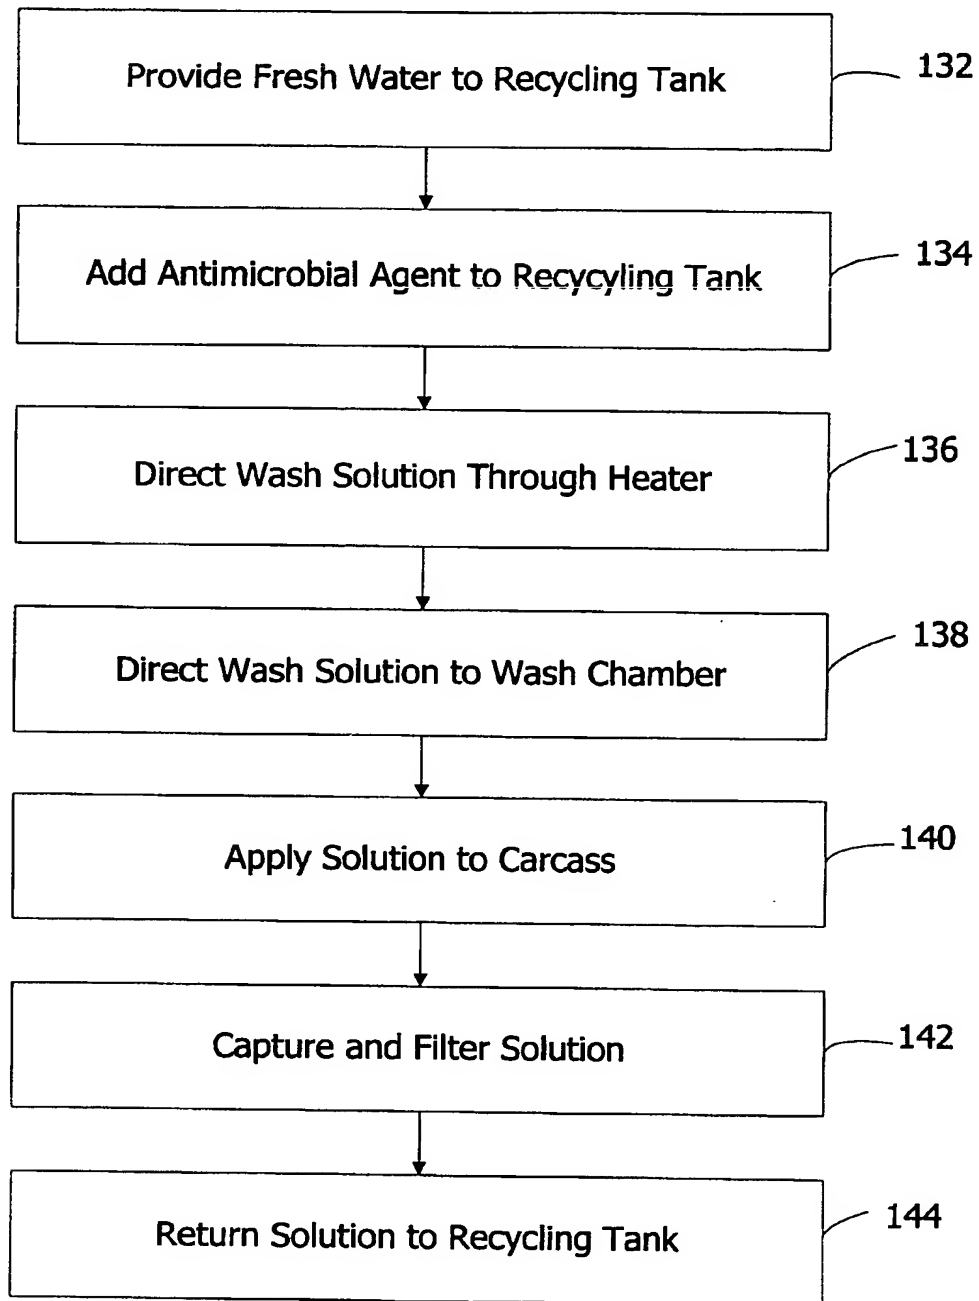 Provide Fresh Water to Recycling Tank
132
Add Antimicrobial Agent to Recycyling Tank
134
Direct Wash Solution Through Heater
136
Direct Wash Solution to Wash Chamber
138
Apply Solution to Carcass
140
Capture and Filter Solution
142
Return Solution to Recycling Tank
144